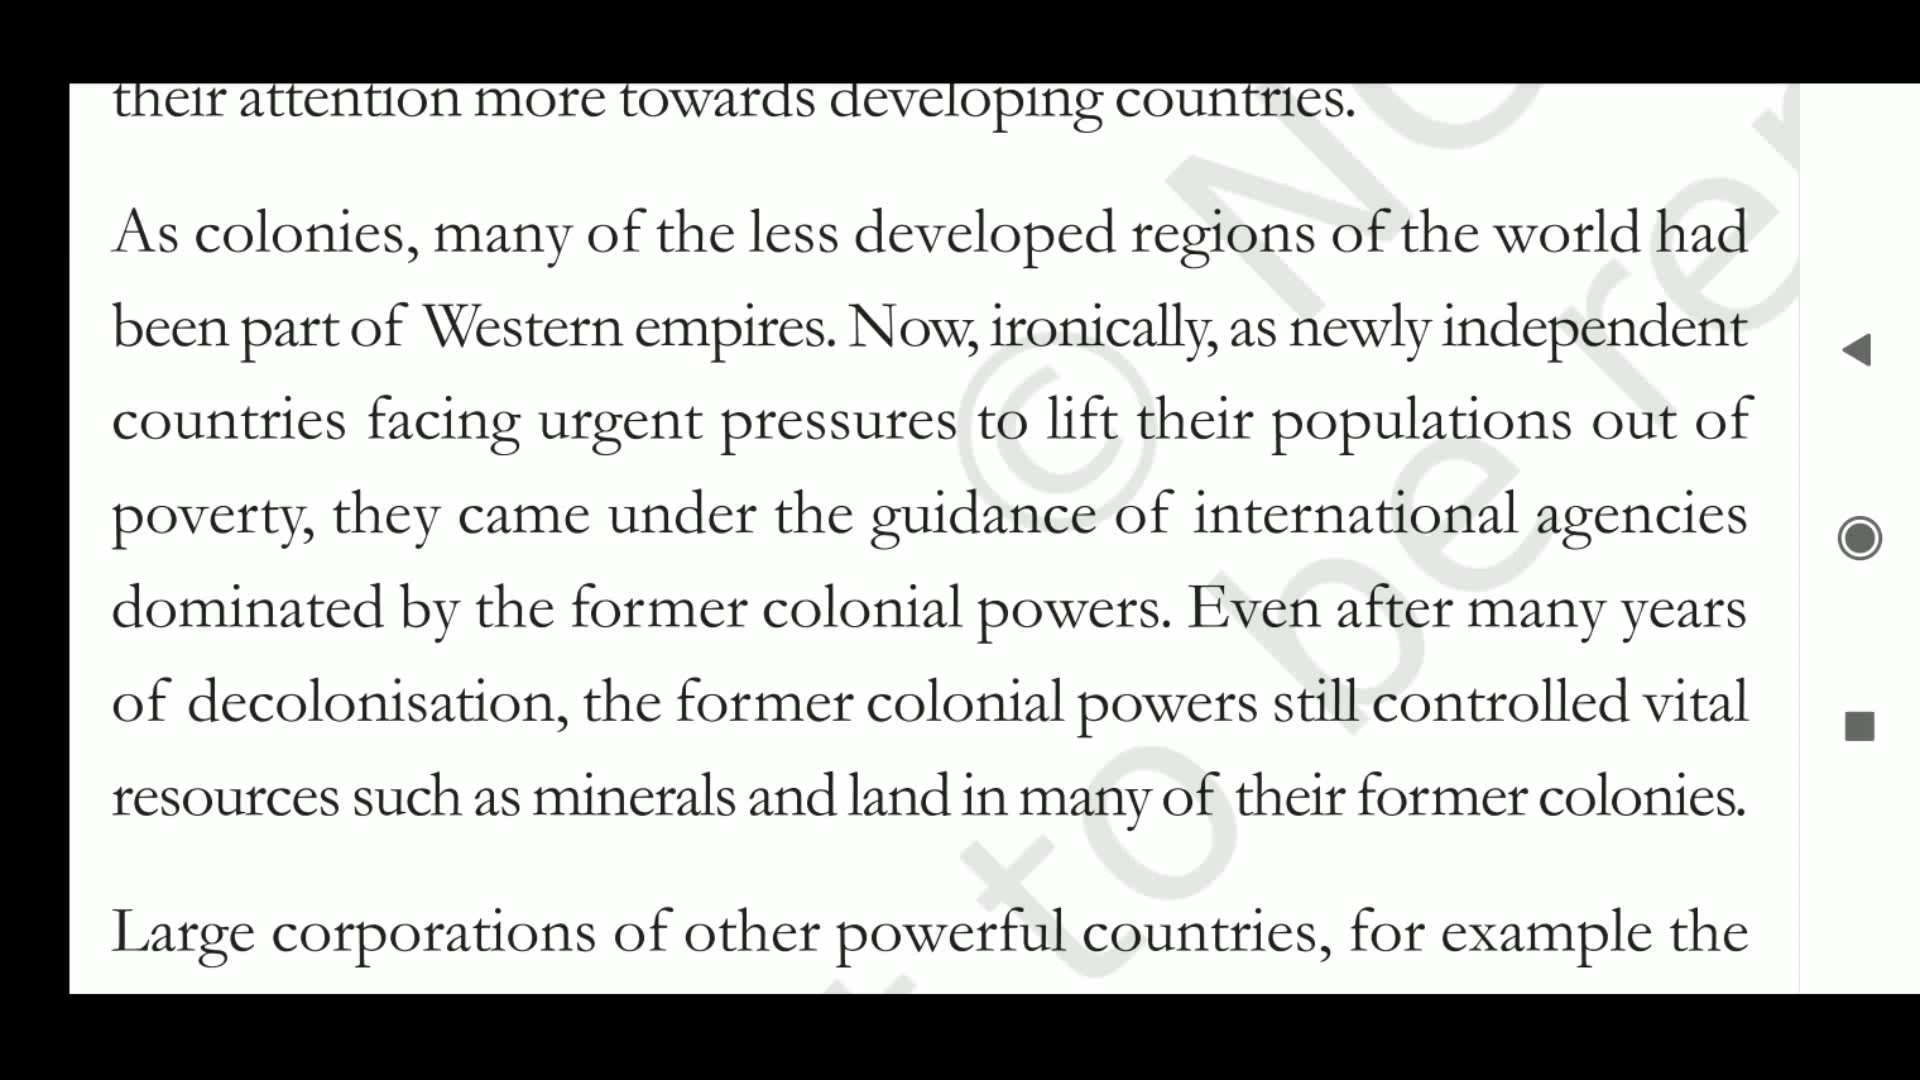 their attention more towards developing countries.
As colonies, many of the less developed regions of the world had
been part of Western empires. Now, ironically, as newly independent
countries facing urgent pressures to lift their populations out of
poverty, they came under the guidance of international agencies
dominated by the former colonial powers. Even after many years
of decolonisation, the former colonial powers still controlled vital
resources such as minerals and land in many of their former colonies.
Large corporations of other powerful countries, for example the
© NC
to be re